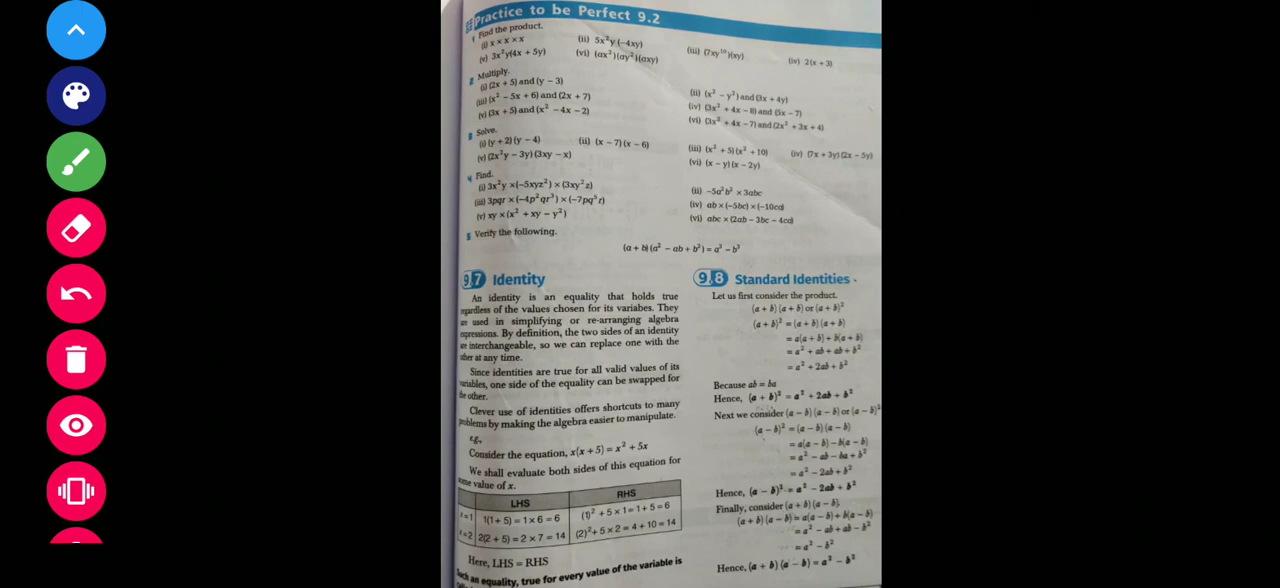 Practice to be Perfect 9.2
1 Find the product.
(i) x × x × x (ii) 5x²y(−4xy) (iii) (7xy¹⁰)(xy) (iv) 2(x + 3)
(v) 3x²y(4x + 5y) (vi) (ax²)(ay²)(axy)
2 Multiply.
(i) (2x + 5) and (y − 3) (ii) (x² − y²) and (3x + 4y)
(iii) (x² − 5x + 6) and (2x + 7) (iv) (3x² + 4x − 8) and (5x − 7)
(v) (3x + 5) and (x² − 4x − 2) (vi) (3x² + 4x − 7) and (2x² + 3x + 4)
3 Solve.
(i) (y + 2)(y − 4) (ii) (x − 7)(x − 6) (iii) (x² + 5)(x² + 10) (iv) (7x + 3y)(2x − 5y)
(v) (2x²y − 3y)(3xy − x) (vi) (x − y)(x − 2y)
4 Find.
(i) 3x²y × (−5xyz²) × (3xy²z) (ii) −5a²b² × 3abc
(iii) 3pqr × (−4p²qr³) × (−7pq⁵r) (iv) ab × (−5bc) × (−10ca)
(v) xy × (x² + xy − y²) (vi) abc × (2ab − 3bc − 4ca)
5 Verify the following.
(a + b)(a² − ab + b²) = a³ − b³
9.7 Identity
An identity is an equality that holds true
regardless of the values chosen for its variabes. They
are used in simplifying or re-arranging algebra
expressions. By definition, the two sides of an identity
are interchangeable, so we can replace one with the
other at any time.
Since identities are true for all valid values of its
variables, one side of the equality can be swapped for
the other.
Clever use of identities offers shortcuts to many
problems by making the algebra easier to manipulate.
e.g.,
Consider the equation, x(x + 5) = x² + 5x
We shall evaluate both sides of this equation for
some value of x.
LHS RHS
x = 1 1(1 + 5) = 1 × 6 = 6 (1)² + 5 × 1 = 1 + 5 = 6
x = 2 2(2 + 5) = 2 × 7 = 14 (2)² + 5 × 2 = 4 + 10 = 14
Here, LHS = RHS
Such an equality, true for every value of the variable is
9.8 Standard Identities
Let us first consider the product.
(a + b)(a + b) or (a + b)²
(a + b)² = (a + b)(a + b)
= a(a + b) + b(a + b)
= a² + ab + ab + b²
= a² + 2ab + b²
Because ab = ba
Hence, (a + b)² = a² + 2ab + b²
Next we consider (a − b)(a − b) or (a − b)²
(a − b)² = (a − b)(a − b)
= a(a − b) − b(a − b)
= a² − ab − ba + b²
= a² − 2ab + b²
Hence, (a − b)² = a² − 2ab + b²
Finally, consider (a + b)(a − b).
(a + b)(a − b) = a(a − b) + b(a − b)
= a² − ab + ab − b²
= a² − b²
Hence, (a + b)(a − b) = a² − b²